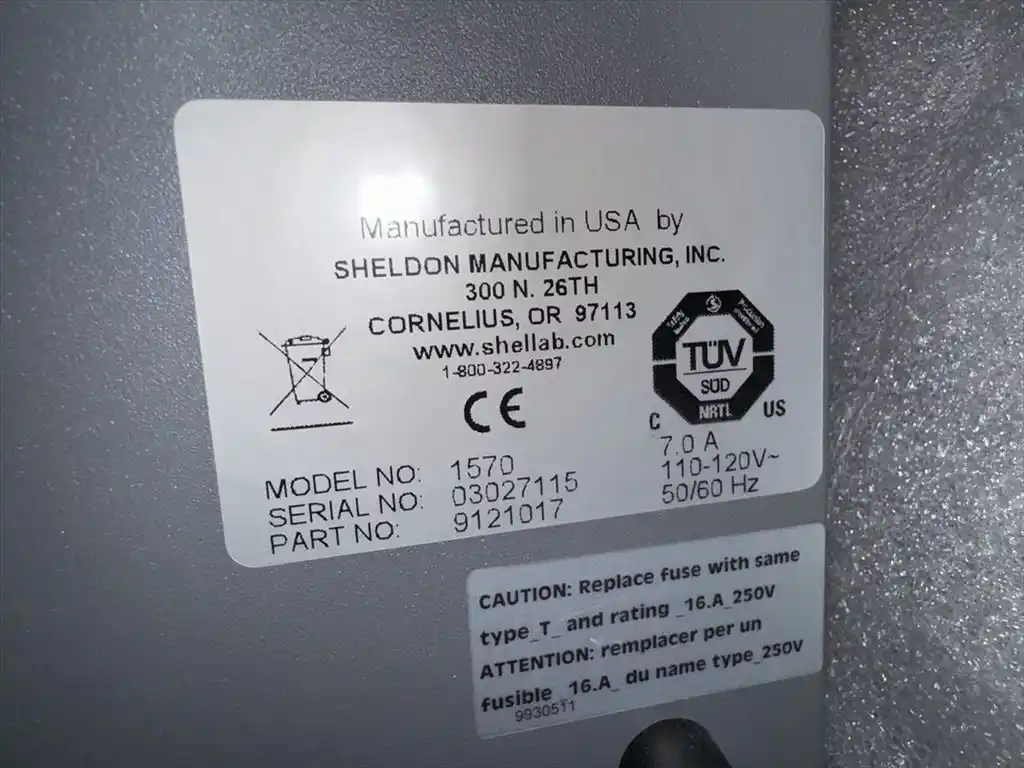 Manufactured in USA by
SHELDON MANUFACTURING, INC.
300 N. 26TH
CORNELIUS, OR 97113
www.shellab.com
1-800-322-4897
CE
TÜV
SÜD
NRTL
C US
MODEL NO: 1570
SERIAL NO: 03027115
PART NO: 9121017
7.0 A
110-120V~
50/60 Hz
CAUTION: Replace fuse with same
type_T_ and rating _16.A_250V
ATTENTION: remplacer per un
fusible _16.A_ du name type_250V
9930511